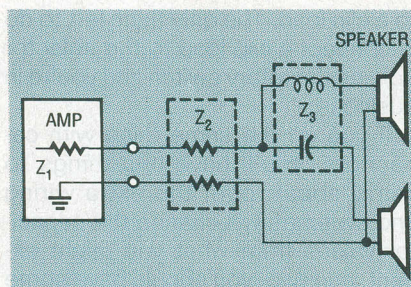 SPEAKER
AMP
Z₁
Z₂
Z₃